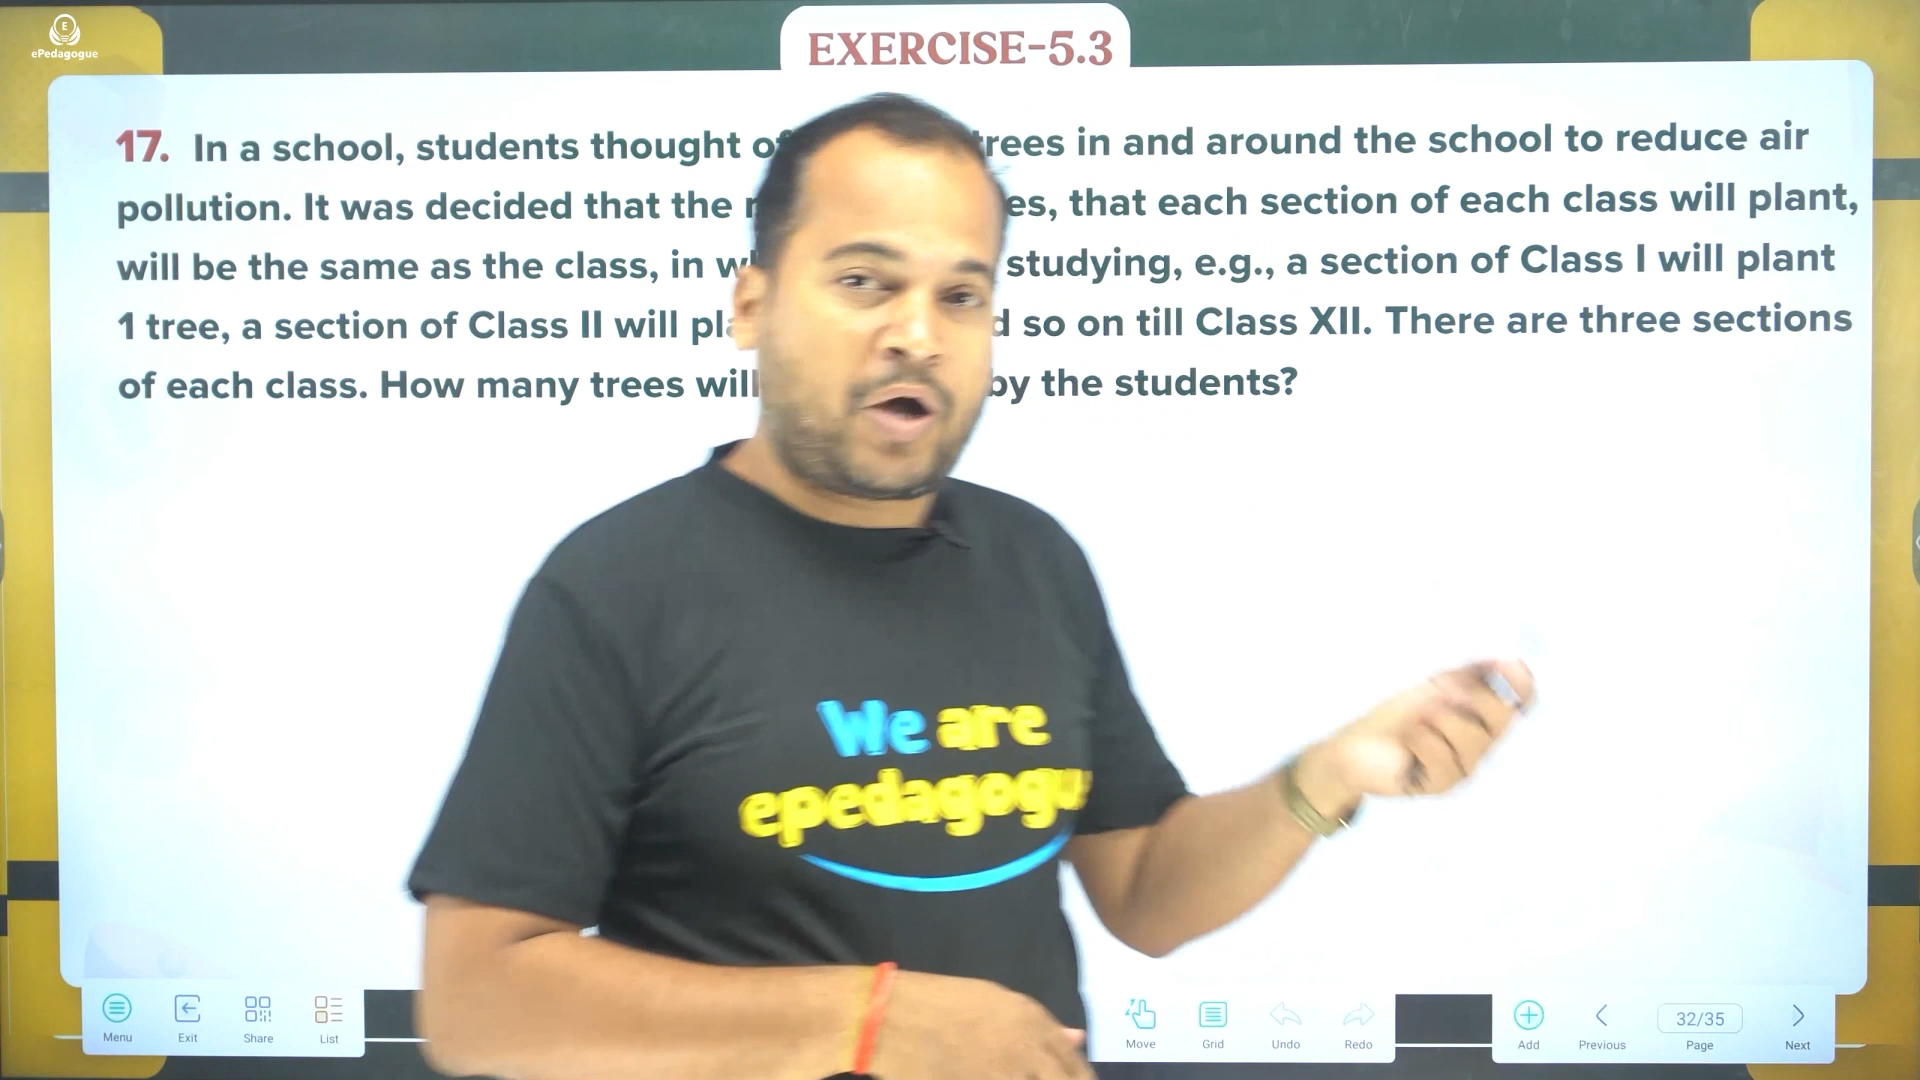 E
ePedagogue
EXERCISE-5.3
17. In a school, students thought of trees in and around the school to reduce air
pollution. It was decided that the es, that each section of each class will plant,
will be the same as the class, in studying, e.g., a section of Class I will plant
1 tree, a section of Class II will so on till Class XII. There are three sections
of each class. How many trees will by the students?
We are
epedagogu
Menu Exit Share List Move Grid Undo Redo Add Previous 32/35 Page Next